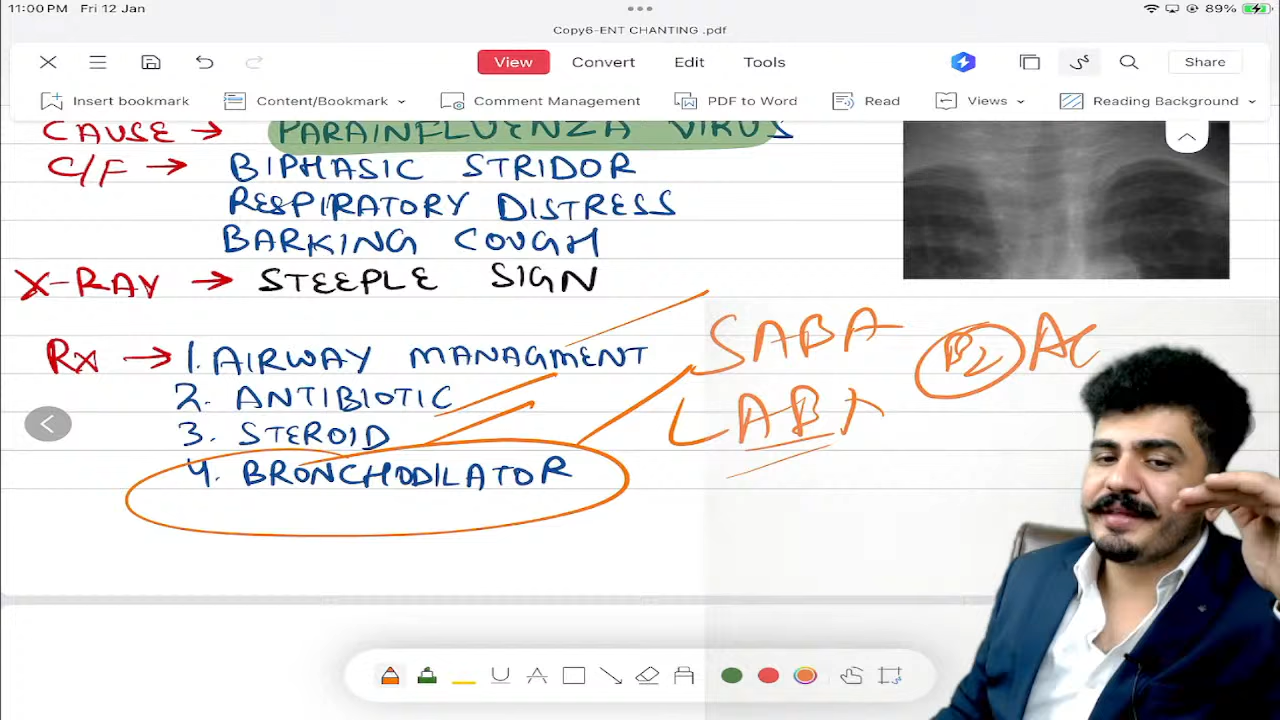 11:00 PM Fri 12 Jan
89%
Copy6-ENT CHANTING .pdf
View Convert Edit Tools Share
Insert bookmark Content/Bookmark Comment Management PDF to Word Read Views Reading Background
CAUSE → PARAINFLUENZA VIRUS
C/F → BIPHASIC STRIDOR
RESPIRATORY DISTRESS
BARKING COUGH
X-RAY → STEEPLE SIGN
Rx → 1. AIRWAY MANAGMENT
2. ANTIBIOTIC
3. STEROID
4. BRONCHODILATOR
SABA
LABA
B2 AC